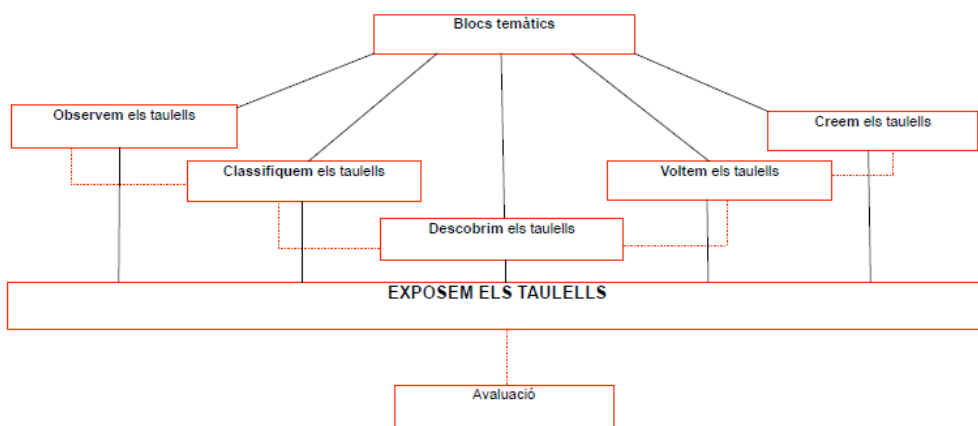 Blocs temàtics
Observem els taulells
Creem els taulells
Classifiquem els taulells
Voltem els taulells
Descobrim els taulells
EXPOSEM ELS TAULELLS
Avaluació